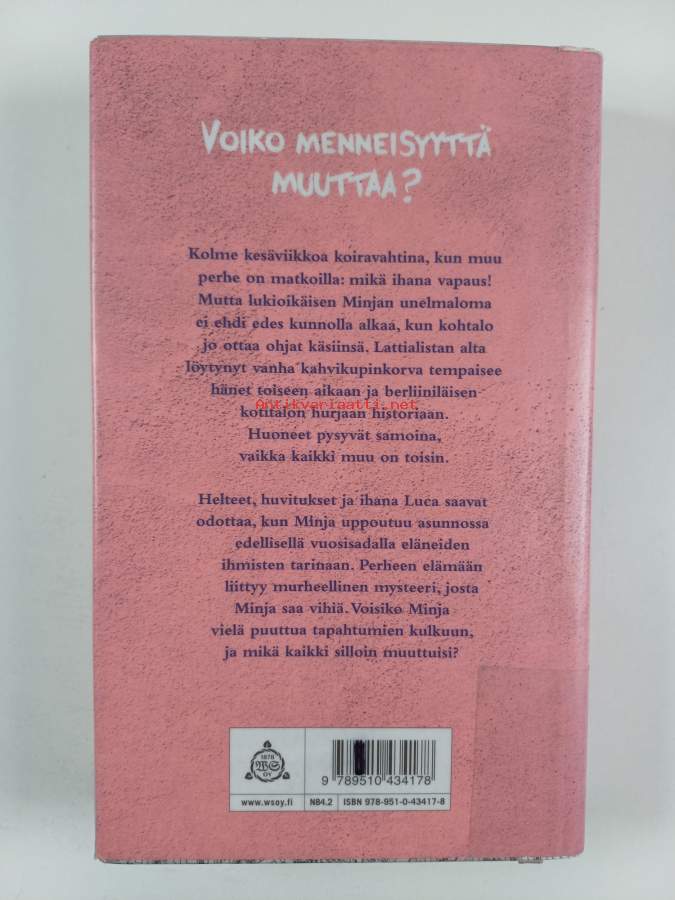 VOIKO MENNEISYYTTÄ
MUUTTAA?
Kolme kesäviikkoa koiravahtina, kun muu
perhe on matkoilla: mikä ihana vapaus!
Mutta lukioikäisen Minjan unelmaloma
ei ehdi edes kunnolla alkaa, kun kohtalo
jo ottaa ohjat käsiinsä. Lattialistan alta
löytynyt vanha kahvikupinkorva tempaisee
hänet toiseen aikaan ja berliiniläisen
Antikvariaatti.net
kotitalon hurjaan historiaan.
Huoneet pysyvät samoina,
vaikka kaikki muu on toisin.
Helteet, huvitukset ja ihana Luca saavat
odottaa, kun Minja uppoutuu asunnossa
edellisellä vuosisadalla eläneiden
ihmisten tarinaan. Perheen elämään
liittyy murheellinen mysteeri, josta
Minja saa vihiä. Voisiko Minja
vielä puuttua tapahtumien kulkuun,
ja mikä kaikki silloin muuttuisi?
1878
WS
OY
9 789510 434178
www.wsoy.fi
N84.2
ISBN 978-951-0-43417-8